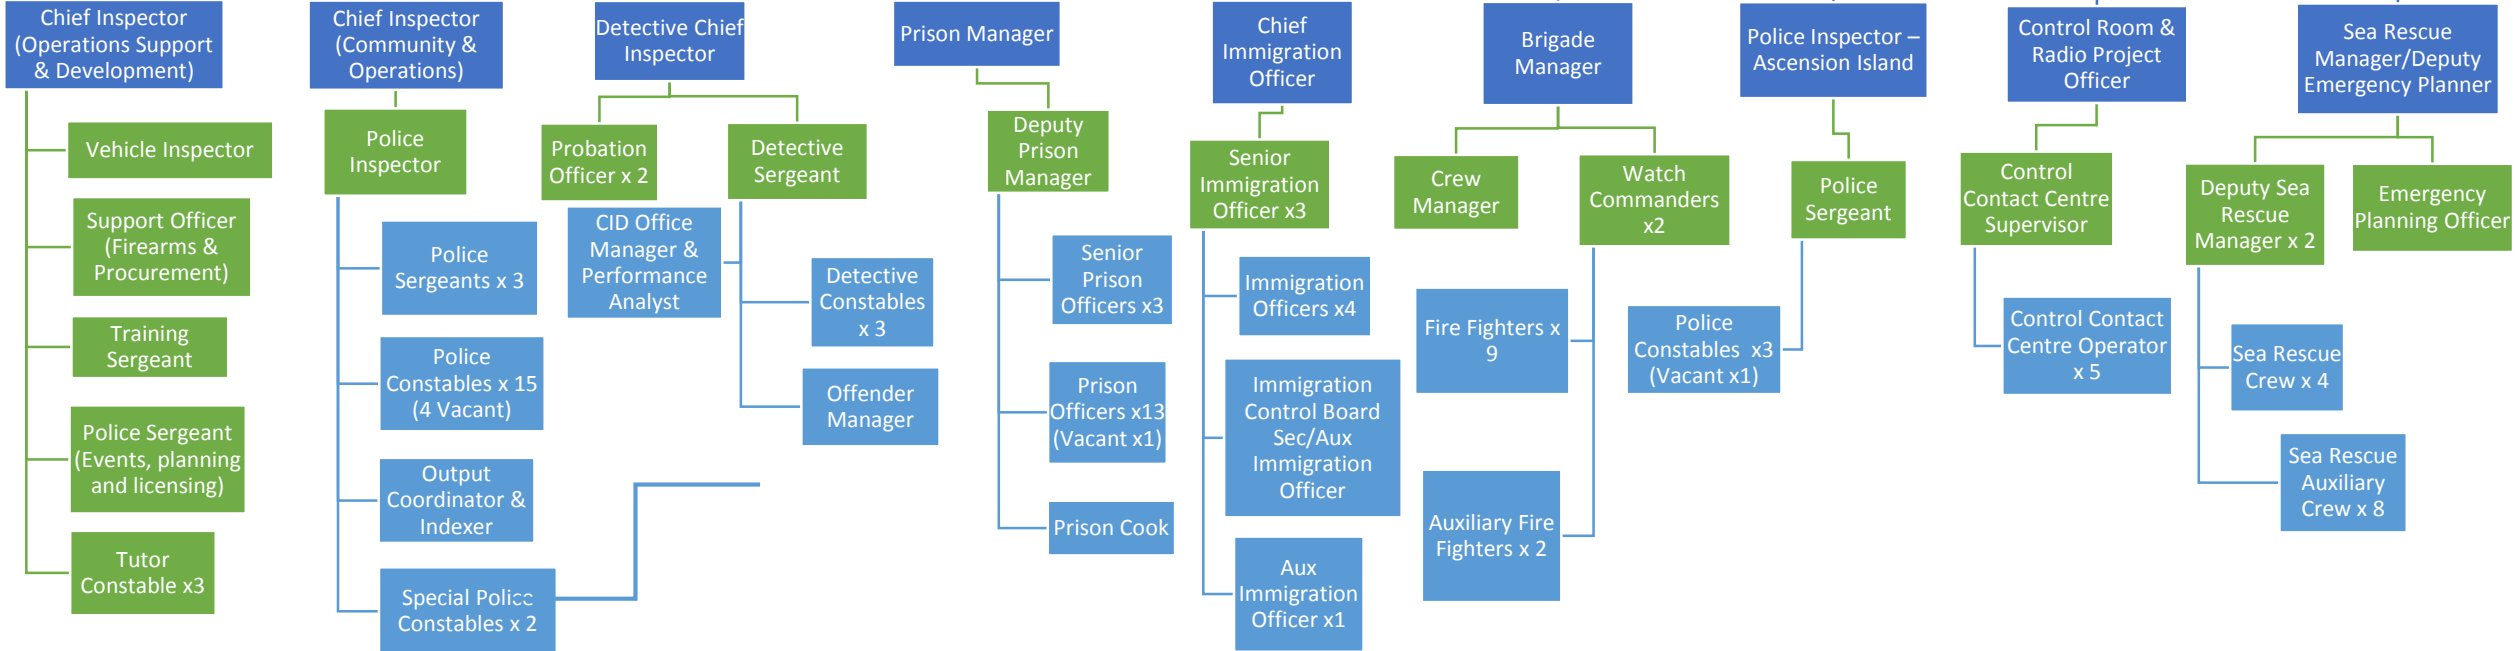 Chief Inspector
(Operations Support
& Development)
Vehicle Inspector
Support Officer
(Firearms &
Procurement)
Training
Sergeant
Police Sergeant
(Events, planning
and licensing)
Tutor
Constable x3
Chief Inspector
(Community &
Operations)
Police
Inspector
Police
Sergeants x 3
Police
Constables x 15
(4 Vacant)
Output
Coordinator &
Indexer
Special Police
Constables x 2
Detective Chief
Inspector
Probation
Officer x 2
Detective
Sergeant
CID Office
Manager &
Performance
Analyst
Detective
Constables
x 3
Offender
Manager
Prison Manager
Deputy
Prison
Manager
Senior
Prison
Officers x3
Prison
Officers x13
(Vacant x1)
Prison Cook
Chief
Immigration
Officer
Senior
Immigration
Officer x3
Immigration
Officers x4
Immigration
Control Board
Sec/Aux
Immigration
Officer
Aux
Immigration
Officer x1
Brigade
Manager
Crew
Manager
Watch
Commanders
x2
Fire Fighters x
9
Auxiliary Fire
Fighters x 2
Police Inspector –
Ascension Island
Police
Sergeant
Police
Constables x3
(Vacant x1)
Control Room &
Radio Project
Officer
Control
Contact Centre
Supervisor
Control Contact
Centre Operator
x 5
Sea Rescue
Manager/Deputy
Emergency Planner
Deputy Sea
Rescue
Manager x 2
Emergency
Planning Officer
Sea Rescue
Crew x 4
Sea Rescue
Auxiliary
Crew x 8